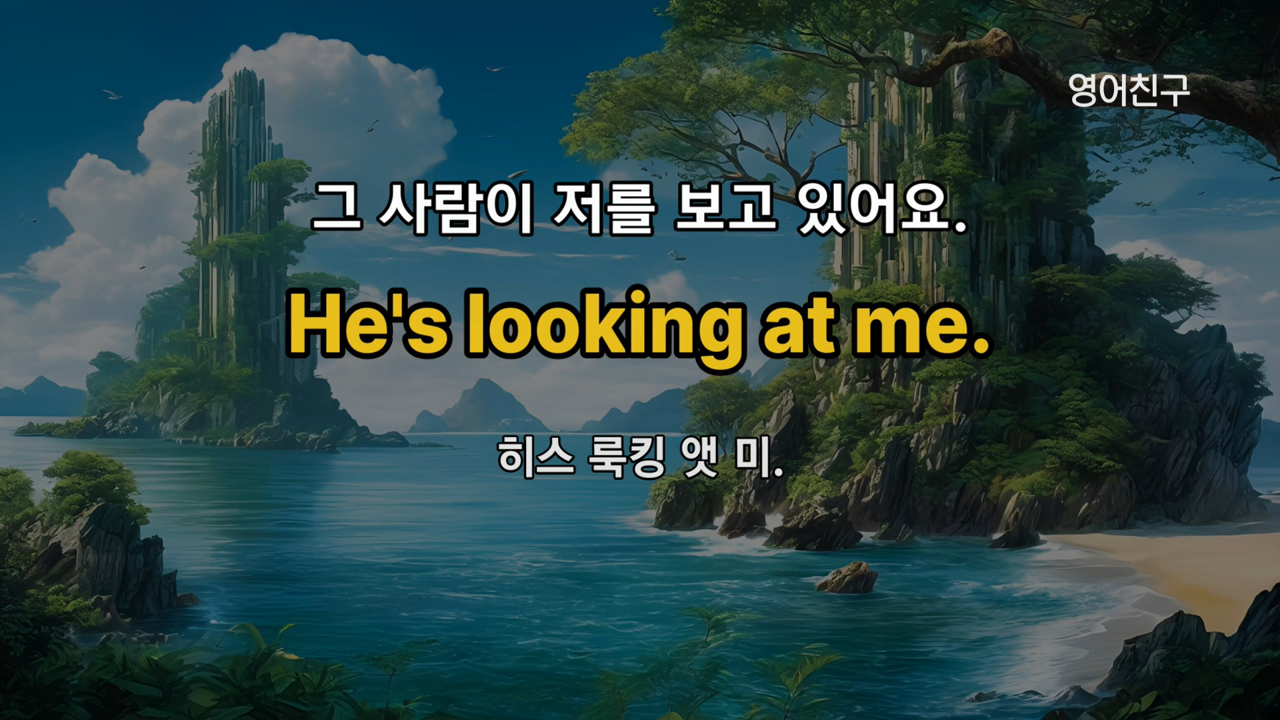 영어친구
그 사람이 저를 보고 있어요.
He's looking at me.
히스 룩킹 앳 미.